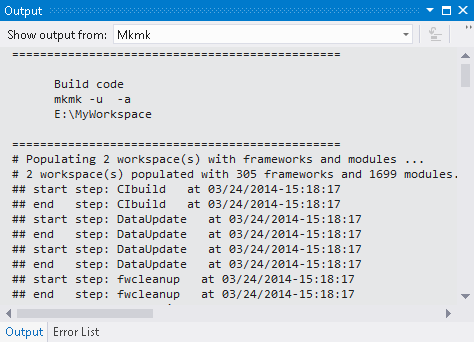 Output
Show output from: Mkmk
===============================================
Build code
mkmk -u  -a
E:\MyWorkspace
===============================================
# Populating 2 workspace(s) with frameworks and modules ...
# 2 workspace(s) populated with 305 frameworks and 1699 modules.
## start step: CIbuild   at 03/24/2014-15:18:17
## end   step: CIbuild   at 03/24/2014-15:18:17
## start step: DataUpdate   at 03/24/2014-15:18:17
## end   step: DataUpdate   at 03/24/2014-15:18:17
## start step: DataUpdate   at 03/24/2014-15:18:17
## end   step: DataUpdate   at 03/24/2014-15:18:17
## start step: fwcleanup   at 03/24/2014-15:18:17
## end   step: fwcleanup   at 03/24/2014-15:18:17
Output Error List